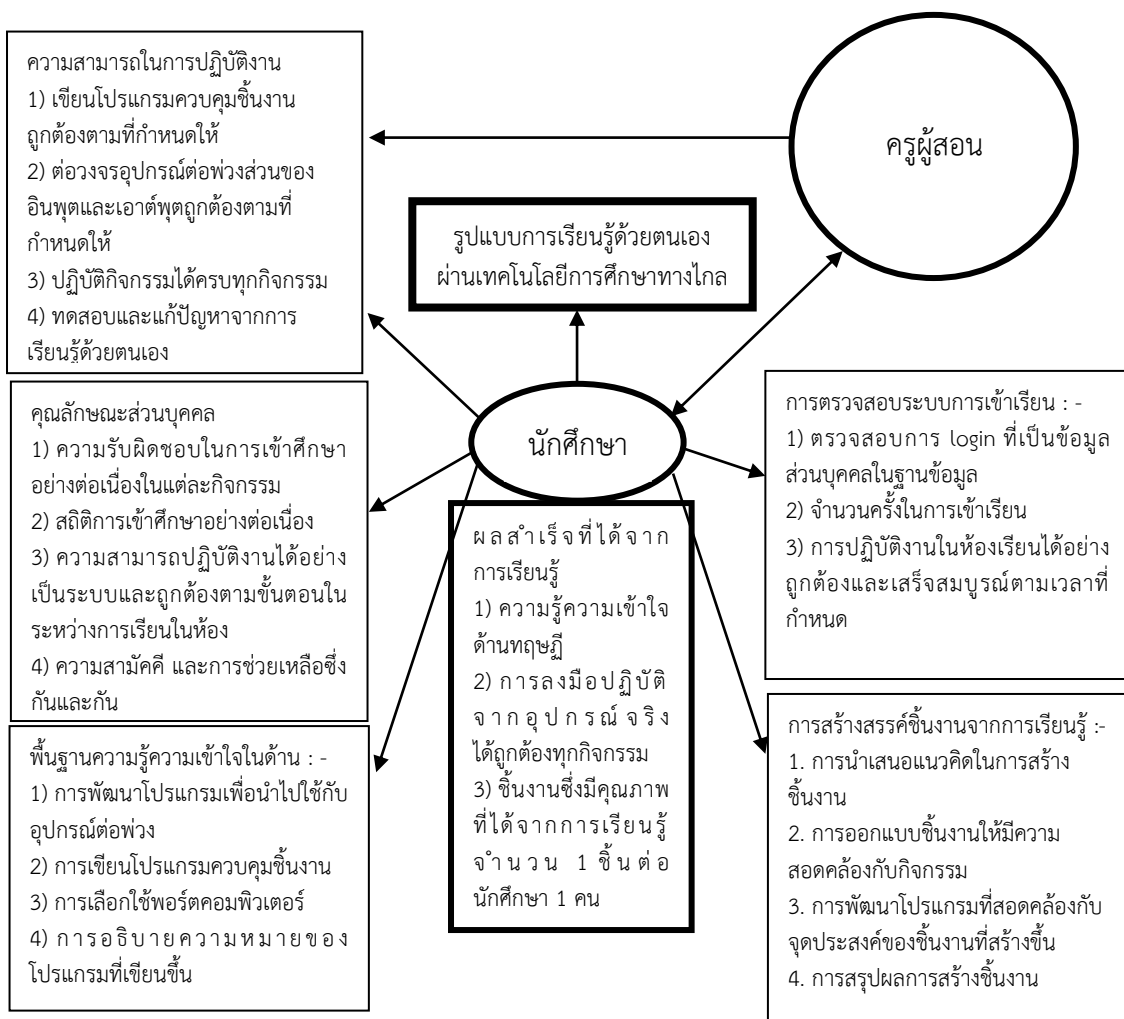 ความสามารถในการปฏิบัติงาน
1) เขียนโปรแกรมควบคุมชิ้นงาน
ถูกต้องตามที่กำหนดให้
2) ต่อวงจรอุปกรณ์ต่อพ่วงส่วนของ
อินพุตและเอาต์พุตถูกต้องตามที่
กำหนดให้
3) ปฏิบัติกิจกรรมได้ครบทุกกิจกรรม
4) ทดสอบและแก้ปัญหาจากการ
เรียนรู้ด้วยตนเอง
ครูผู้สอน
รูปแบบการเรียนรู้ด้วยตนเอง
ผ่านเทคโนโลยีการศึกษาทางไกล
นักศึกษา
คุณลักษณะส่วนบุคคล
1) ความรับผิดชอบในการเข้าศึกษา
อย่างต่อเนื่องในแต่ละกิจกรรม
2) สถิติการเข้าศึกษาอย่างต่อเนื่อง
3) ความสามารถปฏิบัติงานได้อย่าง
เป็นระบบและถูกต้องตามขั้นตอนใน
ระหว่างการเรียนในห้อง
4) ความสามัคคี และการช่วยเหลือซึ่ง
กันและกัน
ผลสำเร็จที่ได้จาก
การเรียนรู้
1) ความรู้ความเข้าใจ
ด้านทฤษฎี
2) การลงมือปฏิบัติ
จากอุปกรณ์จริง
ได้ถูกต้องทุกกิจกรรม
3) ชิ้นงานซึ่งมีคุณภาพ
ที่ได้จากการเรียนรู้
จำนวน 1 ชิ้นต่อ
นักศึกษา 1 คน
การตรวจสอบระบบการเข้าเรียน : -
1) ตรวจสอบการ login ที่เป็นข้อมูล
ส่วนบุคคลในฐานข้อมูล
2) จำนวนครั้งในการเข้าเรียน
3) การปฏิบัติงานในห้องเรียนได้อย่าง
ถูกต้องและเสร็จสมบูรณ์ตามเวลาที่
กำหนด
พื้นฐานความรู้ความเข้าใจในด้าน : -
1) การพัฒนาโปรแกรมเพื่อนำไปใช้กับ
อุปกรณ์ต่อพ่วง
2) การเขียนโปรแกรมควบคุมชิ้นงาน
3) การเลือกใช้พอร์ตคอมพิวเตอร์
4) การอธิบายความหมายของ
โปรแกรมที่เขียนขึ้น
การสร้างสรรค์ชิ้นงานจากการเรียนรู้ :-
1. การนำเสนอแนวคิดในการสร้าง
ชิ้นงาน
2. การออกแบบชิ้นงานให้มีความ
สอดคล้องกับกิจกรรม
3. การพัฒนาโปรแกรมที่สอดคล้องกับ
จุดประสงค์ของชิ้นงานที่สร้างขึ้น
4. การสรุปผลการสร้างชิ้นงาน